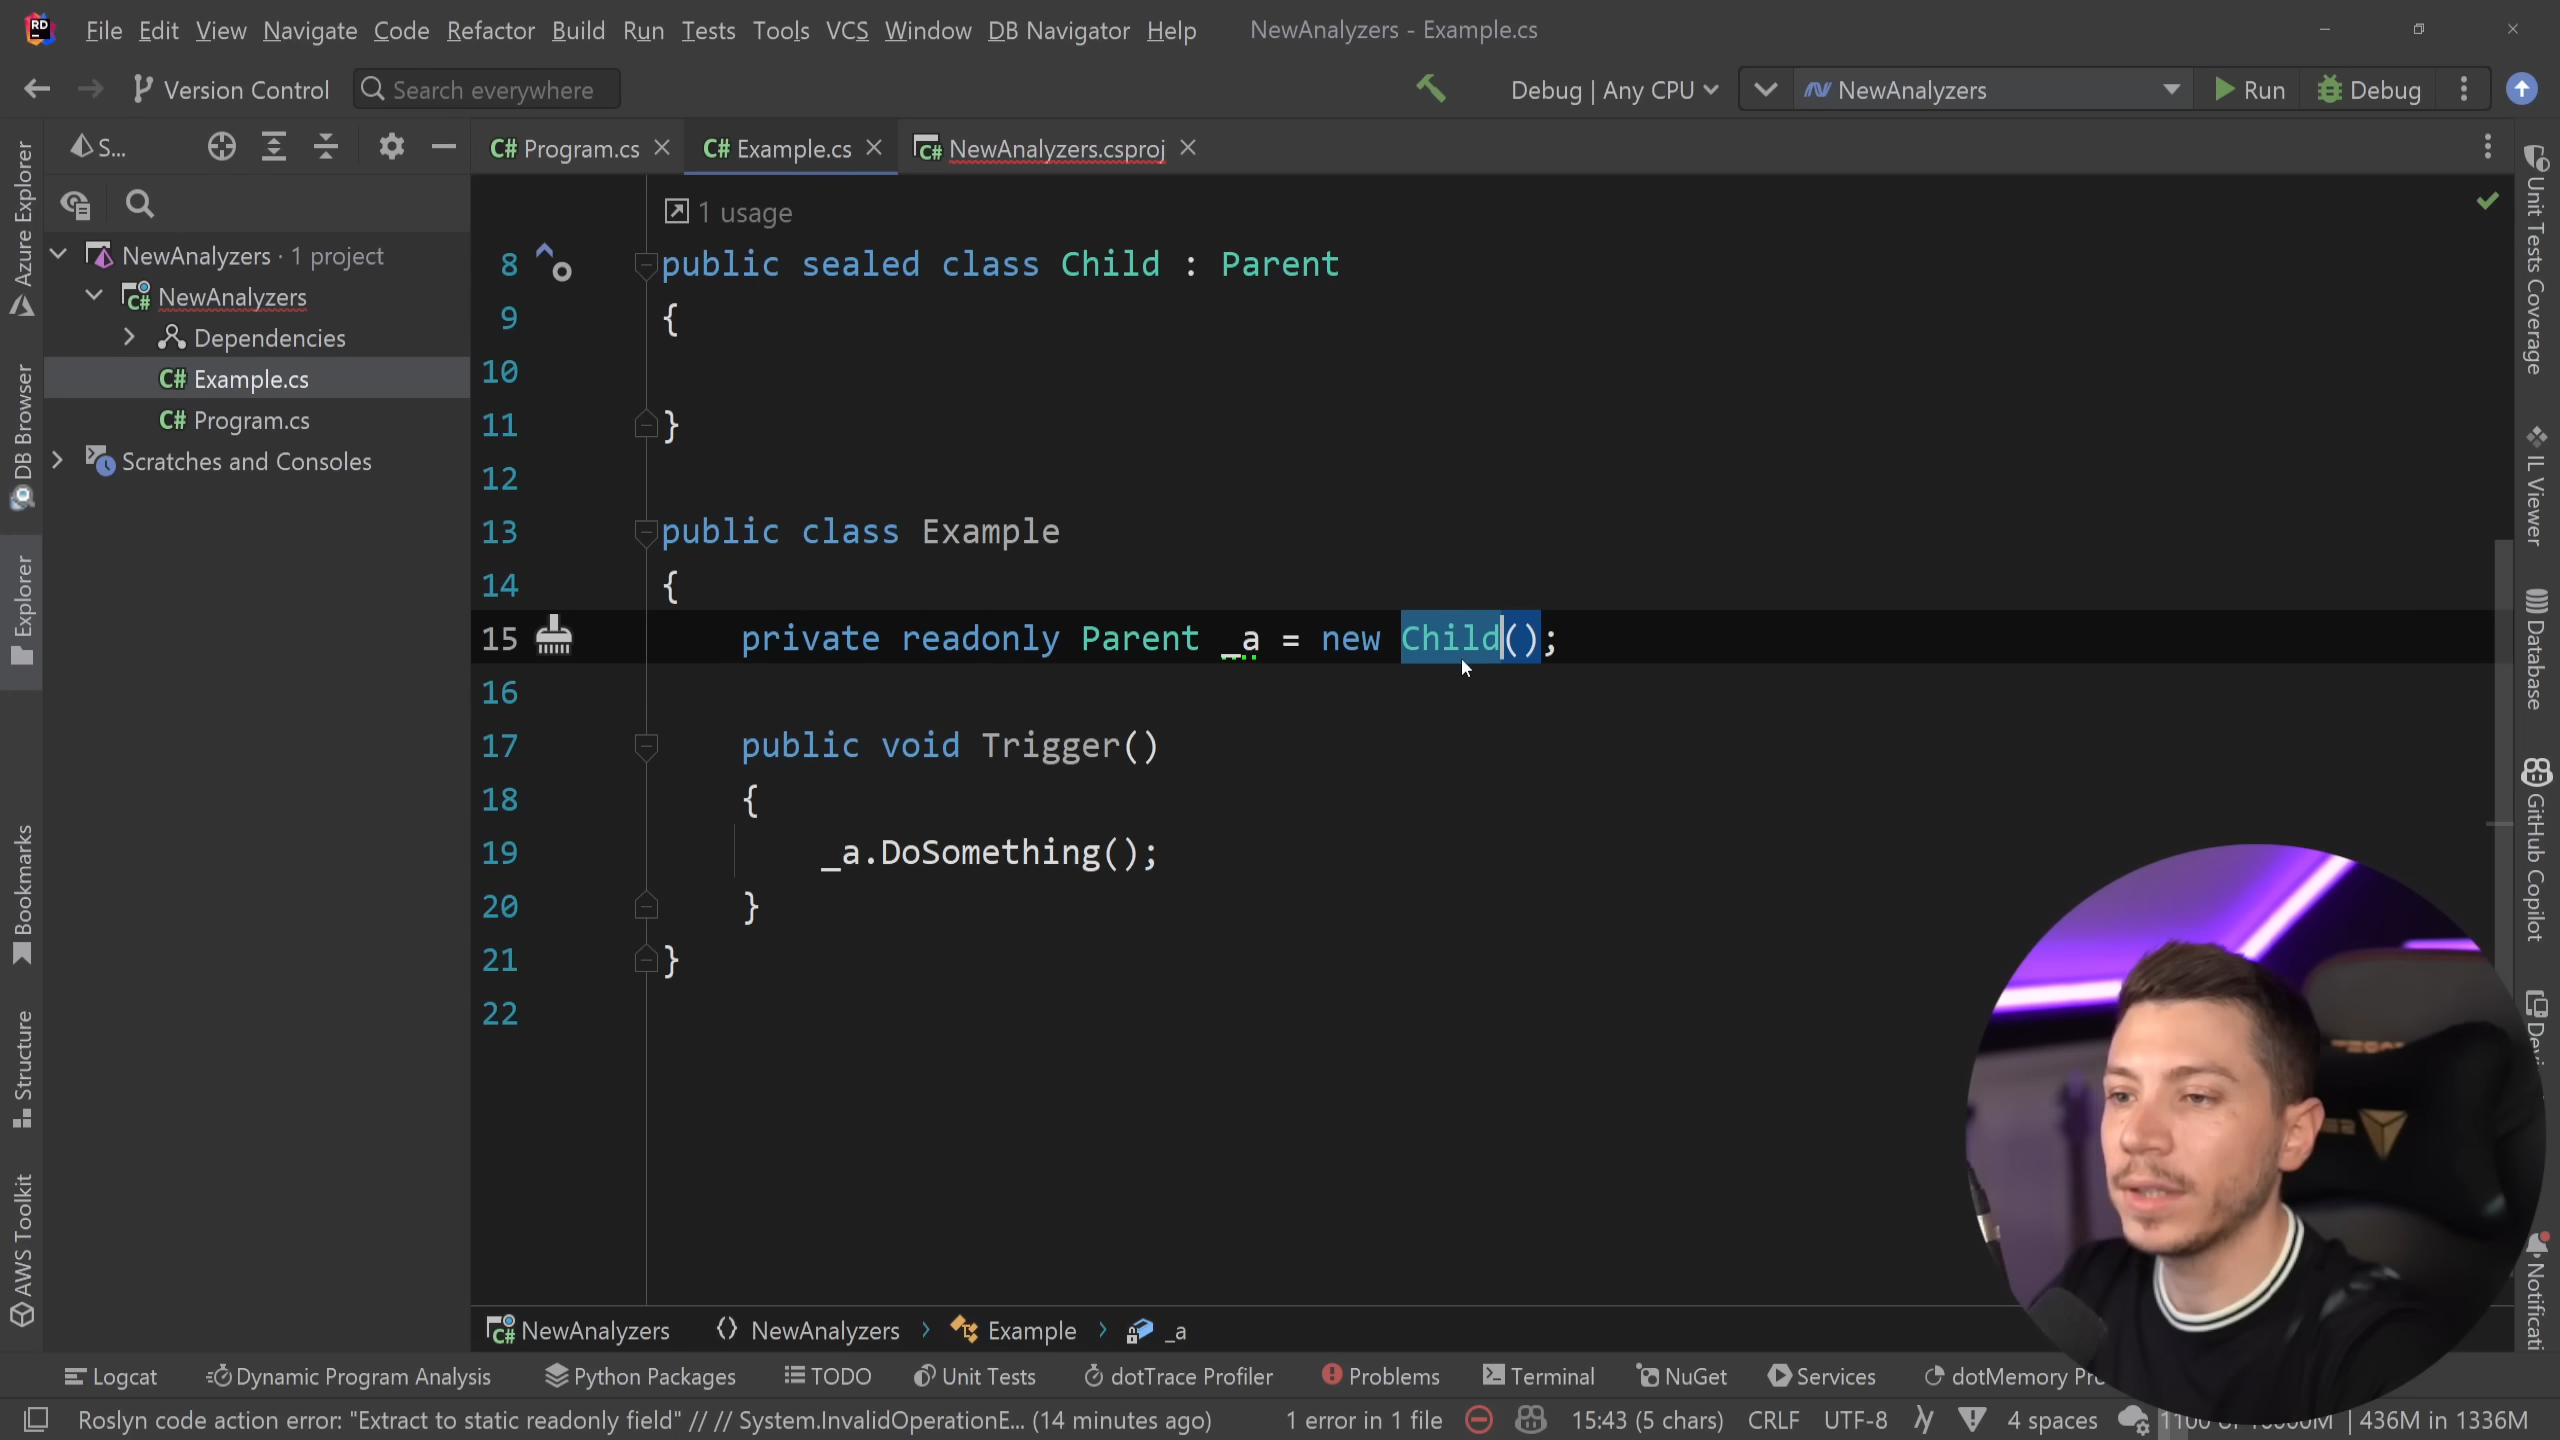 File Edit View Navigate Code Refactor Build Run Tests Tools VCS Window DB Navigator Help NewAnalyzers - Example.cs
Version Control Search everywhere Debug | Any CPU NewAnalyzers Run Debug
S... C# Program.cs C# Example.cs C# NewAnalyzers.csproj
Azure Explorer
DB Browser
Explorer
Bookmarks
Structure
AWS Toolkit
NewAnalyzers · 1 project
C# NewAnalyzers
Dependencies
C# Example.cs
C# Program.cs
Scratches and Consoles
1 usage
8 public sealed class Child : Parent
9 {
10
11 }
12
13 public class Example
14 {
15 private readonly Parent _a = new Child();
16
17 public void Trigger()
18 {
19 _a.DoSomething();
20 }
21 }
22
Unit Tests Coverage
IL Viewer
Database
GitHub Copilot
Notificati
NewAnalyzers NewAnalyzers Example _a
Logcat Dynamic Program Analysis Python Packages TODO Unit Tests dotTrace Profiler Problems Terminal NuGet Services dotMemory Pr
Roslyn code action error: "Extract to static readonly field" // // System.InvalidOperationE... (14 minutes ago) 1 error in 1 file 15:43 (5 chars) CRLF UTF-8 4 spaces | 436M in 1336M